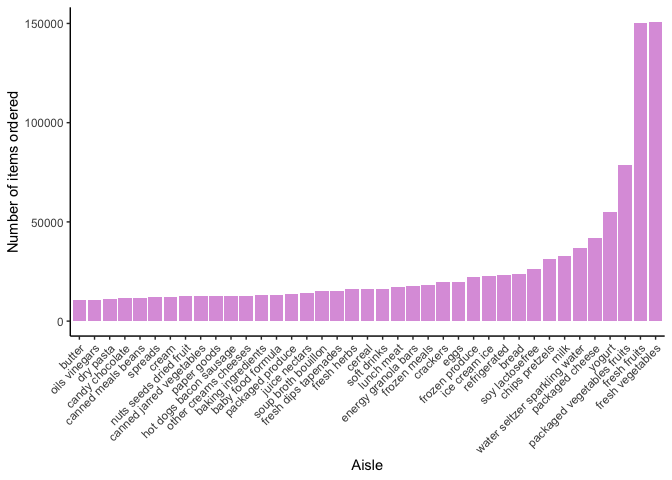 150000
100000
50000
0
Number of items ordered
butter
oils vinegars
dry pasta
candy chocolate
canned meals beans
spreads
cream
nuts seeds dried fruit
canned jarred vegetables
paper goods
hot dogs bacon sausage
other creams cheeses
baking ingredients
baby food formula
packaged produce
juice nectars
soup broth bouillon
fresh dips tapenades
fresh herbs
cereal
soft drinks
lunch meat
energy granola bars
frozen meals
crackers
eggs
frozen produce
ice cream ice
refrigerated
bread
soy lactosefree
chips pretzels
milk
water seltzer sparkling water
packaged cheese
yogurt
packaged vegetables fruits
fresh fruits
fresh vegetables
Aisle